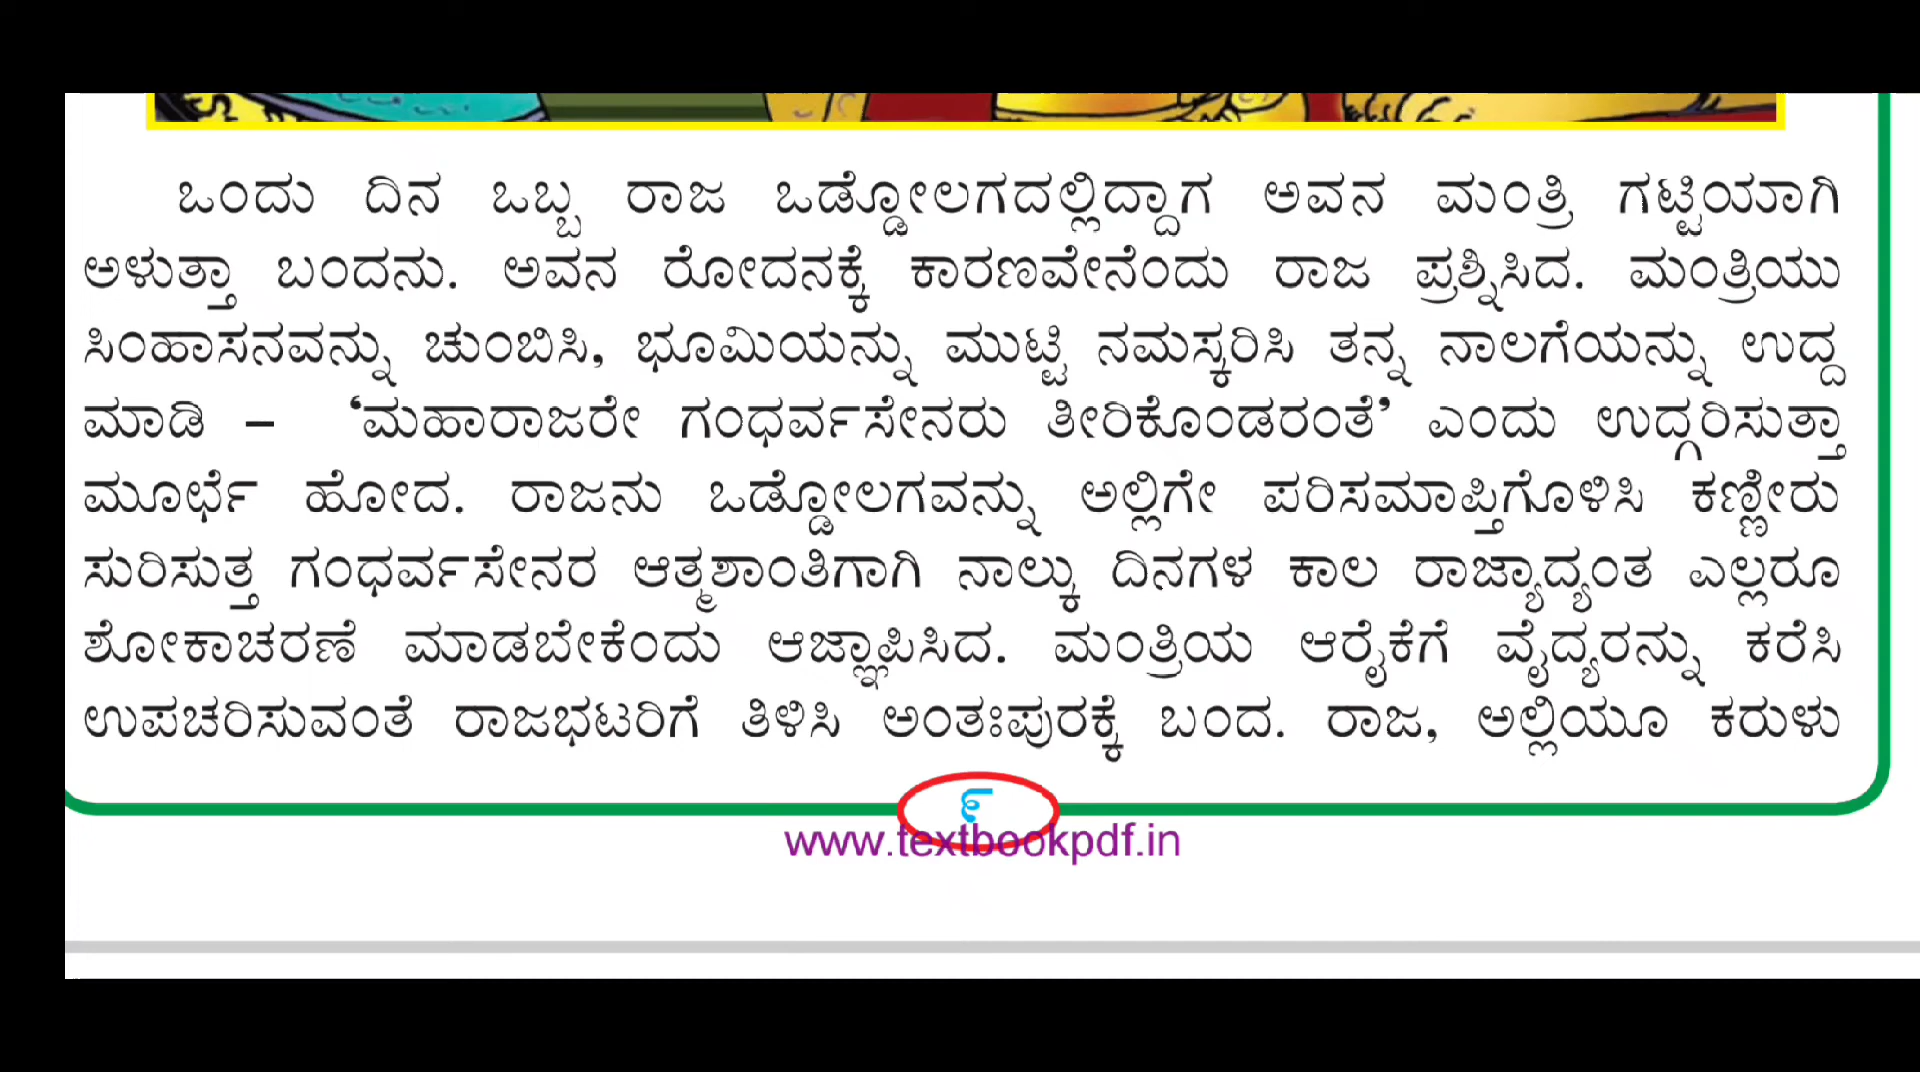 ಒಂದು ದಿನ ಒಬ್ಬ ರಾಜ ಒಡ್ಡೋಲಗದಲ್ಲಿದ್ದಾಗ ಅವನ ಮಂತ್ರಿ ಗಟ್ಟಿಯಾಗಿ
ಅಳುತ್ತಾ ಬಂದನು. ಅವನ ರೋದನಕ್ಕೆ ಕಾರಣವೇನೆಂದು ರಾಜ ಪ್ರಶ್ನಿಸಿದ. ಮಂತ್ರಿಯು
ಸಿಂಹಾಸನವನ್ನು ಚುಂಬಿಸಿ, ಭೂಮಿಯನ್ನು ಮುಟ್ಟಿ ನಮಸ್ಕರಿಸಿ ತನ್ನ ನಾಲಗೆಯನ್ನು ಉದ್ದ
ಮಾಡಿ – ‘ಮಹಾರಾಜರೇ ಗಂಧರ್ವಸೇನರು ತೀರಿಕೊಂಡರಂತೆ’ ಎಂದು ಉದ್ಗರಿಸುತ್ತಾ
ಮೂರ್ಛೆ ಹೋದ. ರಾಜನು ಒಡ್ಡೋಲಗವನ್ನು ಅಲ್ಲಿಗೇ ಪರಿಸಮಾಪ್ತಿಗೊಳಿಸಿ ಕಣ್ಣೀರು
ಸುರಿಸುತ್ತ ಗಂಧರ್ವಸೇನರ ಆತ್ಮಶಾಂತಿಗಾಗಿ ನಾಲ್ಕು ದಿನಗಳ ಕಾಲ ರಾಜ್ಯಾದ್ಯಂತ ಎಲ್ಲರೂ
ಶೋಕಾಚರಣೆ ಮಾಡಬೇಕೆಂದು ಆಜ್ಞಾಪಿಸಿದ. ಮಂತ್ರಿಯ ಆರೈಕೆಗೆ ವೈದ್ಯರನ್ನು ಕರೆಸಿ
ಉಪಚರಿಸುವಂತೆ ರಾಜಭಟರಿಗೆ ತಿಳಿಸಿ ಅಂತಃಪುರಕ್ಕೆ ಬಂದ. ರಾಜ, ಅಲ್ಲಿಯೂ ಕರುಳು
೯
www.textbookpdf.in